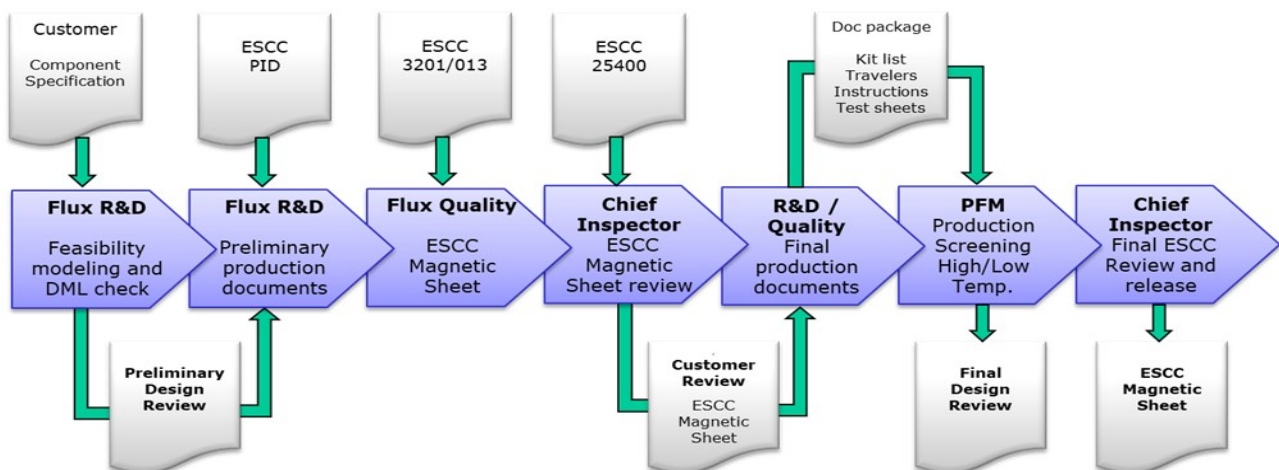 Customer
Component
Specification
ESCC
PID
ESCC
3201/013
ESCC
25400
Doc package
Kit list
Travelers
Instructions
Test sheets
Flux R&D
Feasibility
modeling and
DML check
Flux R&D
Preliminary
production
documents
Flux Quality
ESCC
Magnetic
Sheet
Chief
Inspector
ESCC
Magnetic
Sheet review
R&D /
Quality
Final
production
documents
PFM
Production
Screening
High/Low
Temp.
Chief
Inspector
Final ESCC
Review and
release
Preliminary
Design
Review
Customer
Review
ESCC
Magnetic
Sheet
Final
Design
Review
ESCC
Magnetic
Sheet